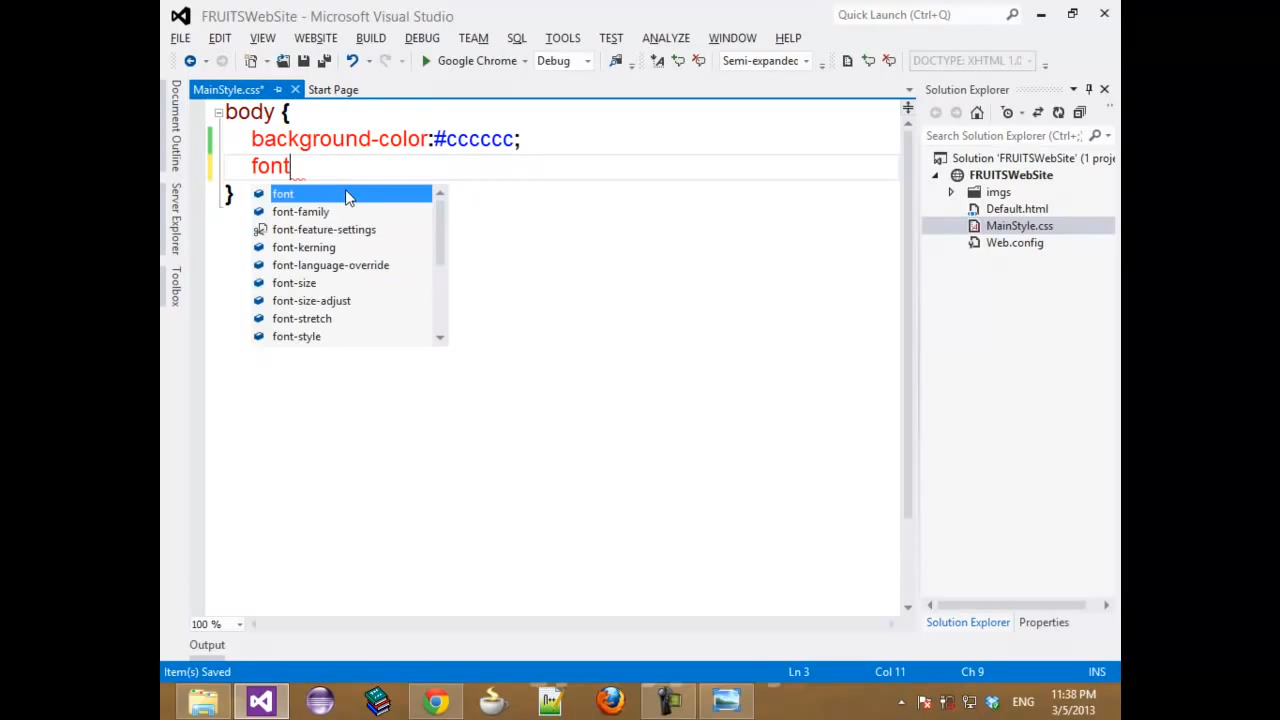 FRUITSWebSite - Microsoft Visual Studio
Quick Launch (Ctrl+Q)
FILE EDIT VIEW WEBSITE BUILD DEBUG TEAM SQL TOOLS TEST ANALYZE WINDOW HELP
Google Chrome Debug Semi-expanded DOCTYPE: XHTML 1.0
Document Outline
Server Explorer
Toolbox
MainStyle.css* Start Page
body {
background-color:#cccccc;
font
}
font
font-family
font-feature-settings
font-kerning
font-language-override
font-size
font-size-adjust
font-stretch
font-style
100 %
Solution Explorer
Search Solution Explorer (Ctrl+;
Solution 'FRUITSWebSite' (1 proje
FRUITSWebSite
imgs
Default.html
MainStyle.css
Web.config
Solution Explorer Properties
Output
Item(s) Saved Ln 3 Col 11 Ch 9 INS
ENG
11:38 PM
3/5/2013